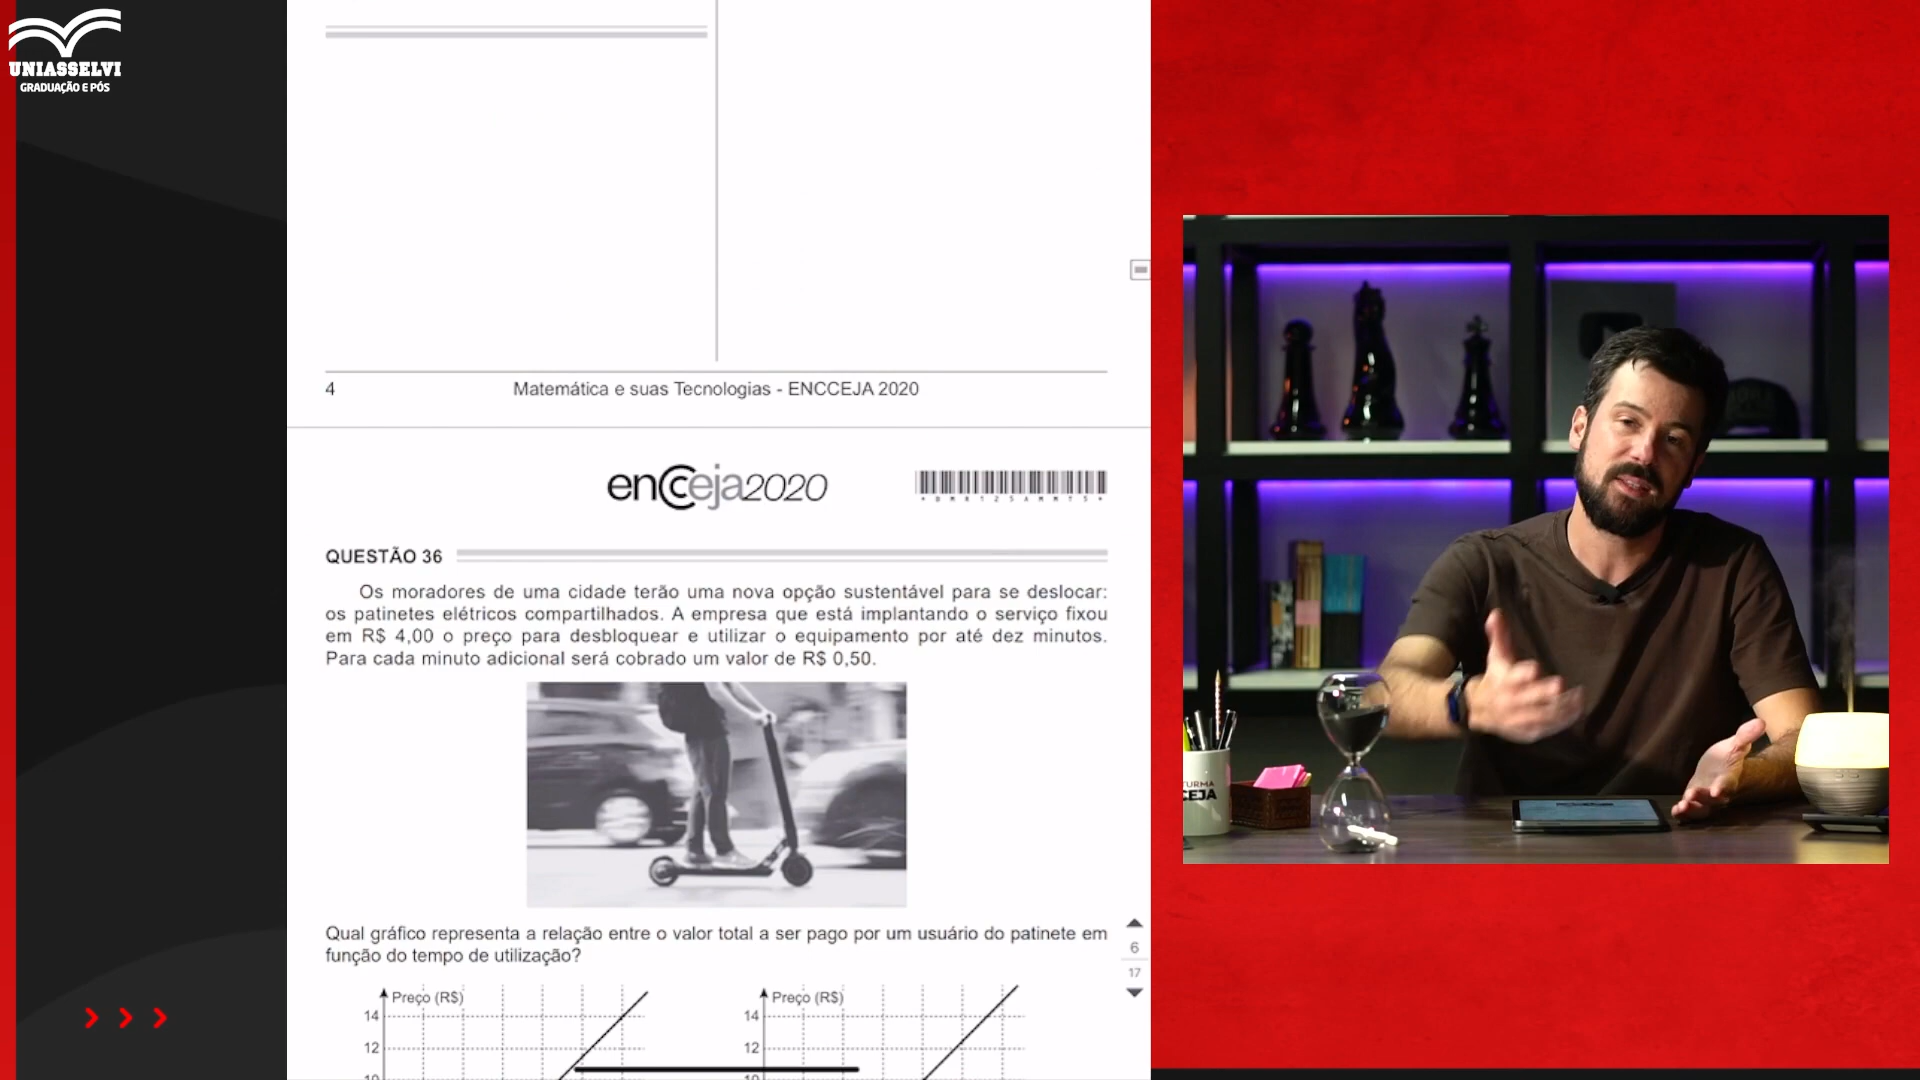 UNIASSELVI
GRADUAÇÃO E PÓS
4
Matemática e suas Tecnologias - ENCCEJA 2020
encceja2020
QUESTÃO 36
Os moradores de uma cidade terão uma nova opção sustentável para se deslocar:
os patinetes elétricos compartilhados. A empresa que está implantando o serviço fixou
em R$ 4,00 o preço para desbloquear e utilizar o equipamento por até dez minutos.
Para cada minuto adicional será cobrado um valor de R$ 0,50.
Qual gráfico representa a relação entre o valor total a ser pago por um usuário do patinete em
função do tempo de utilização?
Preço (R$)
14
12
10
Preço (R$)
14
12
10
6
17
TURMA
CEJA